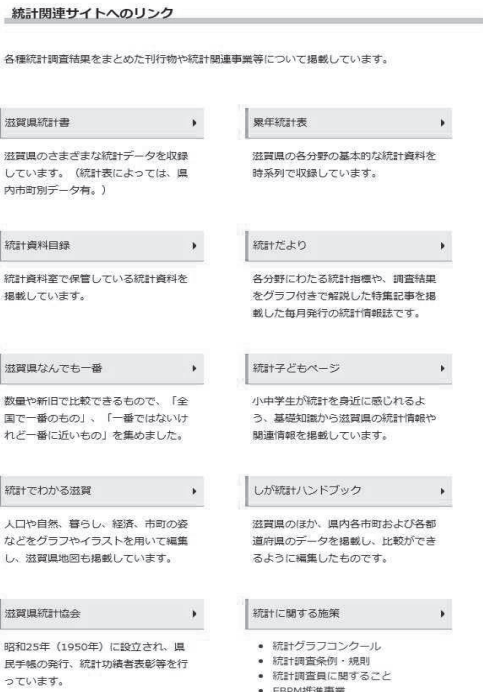 統計関連サイトへのリンク
各種統計調査結果をまとめた刊行物や統計関連事業等について掲載しています。
滋賀県統計書
滋賀県のさまざまな統計データを収録
しています。（統計表によっては、県
内市町別データ有。）
累年統計表
滋賀県の各分野の基本的な統計資料を
時系列で収録しています。
統計資料目録
統計資料室で保管している統計資料を
掲載しています。
統計だより
各分野にわたる統計指標や、調査結果
をグラフ付きで解説した特集記事を掲
載した毎月発行の統計情報誌です。
滋賀県なんでも一番
数量や新旧で比較できるもので、「全
国で一番のもの」、「一番ではないけ
れど一番に近いもの」を集めました。
統計子どもページ
小中学生が統計を身近に感じれるよ
う、基礎知識から滋賀県の統計情報や
関連情報を掲載しています。
統計でわかる滋賀
人口や自然、暮らし、経済、市町の姿
などをグラフやイラストを用いて編集
し、滋賀県地図も掲載しています。
しが統計ハンドブック
滋賀県のほか、県内各市町および各都
道府県のデータを掲載し、比較ができ
るように編集したものです。
滋賀県統計協会
昭和25年（1950年）に設立され、県
民手帳の発行、統計功績者表彰等を行
っています。
統計に関する施策
• 統計グラフコンクール
• 統計調査条例・規則
• 統計調査員に関すること
• EBPM推進事業